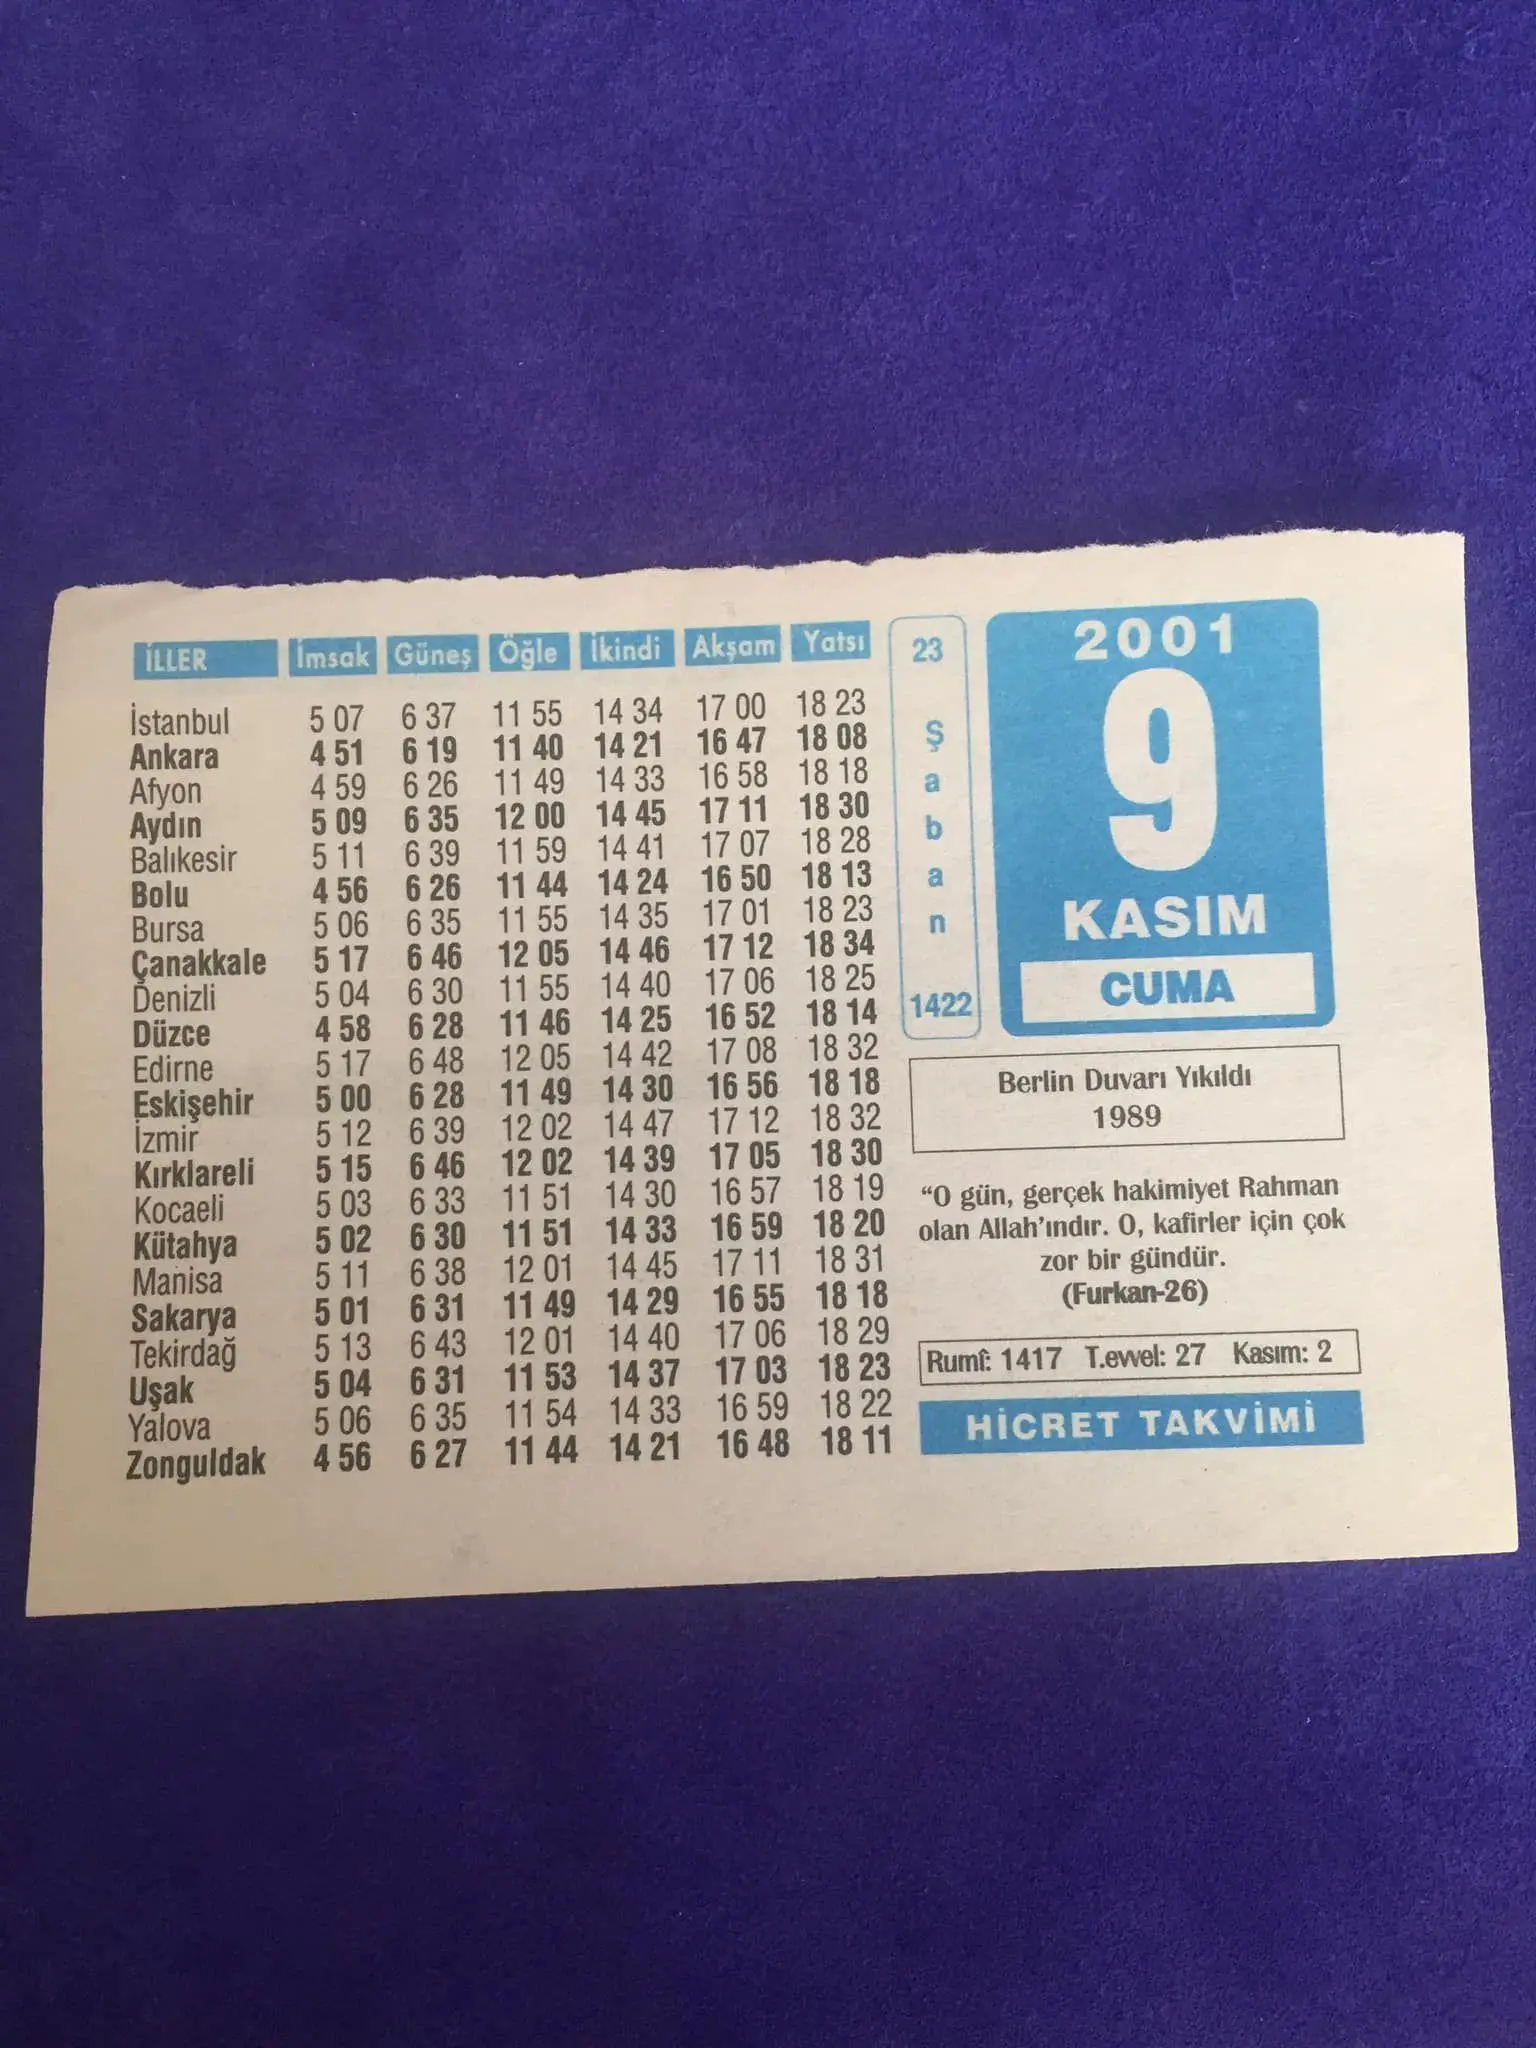 İLLER İmsak Güneş Öğle İkindi Akşam Yatsı
İstanbul 5 07 6 37 11 55 14 34 17 00 18 23
Ankara 4 51 6 19 11 40 14 21 16 47 18 08
Afyon 4 59 6 26 11 49 14 33 16 58 18 18
Aydın 5 09 6 35 12 00 14 45 17 11 18 30
Balıkesir 5 11 6 39 11 59 14 41 17 07 18 28
Bolu 4 56 6 26 11 44 14 24 16 50 18 13
Bursa 5 06 6 35 11 55 14 35 17 01 18 23
Çanakkale 5 17 6 46 12 05 14 46 17 12 18 34
Denizli 5 04 6 30 11 55 14 40 17 06 18 25
Düzce 4 58 6 28 11 46 14 25 16 52 18 14
Edirne 5 17 6 48 12 05 14 42 17 08 18 32
Eskişehir 5 00 6 28 11 49 14 30 16 56 18 18
İzmir 5 12 6 39 12 02 14 47 17 12 18 32
Kırklareli 5 15 6 46 12 02 14 39 17 05 18 30
Kocaeli 5 03 6 33 11 51 14 30 16 57 18 19
Kütahya 5 02 6 30 11 51 14 33 16 59 18 20
Manisa 5 11 6 38 12 01 14 45 17 11 18 31
Sakarya 5 01 6 31 11 49 14 29 16 55 18 18
Tekirdağ 5 13 6 43 12 01 14 40 17 06 18 29
Uşak 5 04 6 31 11 53 14 37 17 03 18 23
Yalova 5 06 6 35 11 54 14 33 16 59 18 22
Zonguldak 4 56 6 27 11 44 14 21 16 48 18 11
23
Şaban
1422
2001
9
KASIM
CUMA
Berlin Duvarı Yıkıldı
1989
“O gün, gerçek hakimiyet Rahman
olan Allah'ındır. O, kafirler için çok
zor bir gündür.
(Furkan-26)
Rumî: 1417 T.evvel: 27 Kasım: 2
HİCRET TAKVİMİ